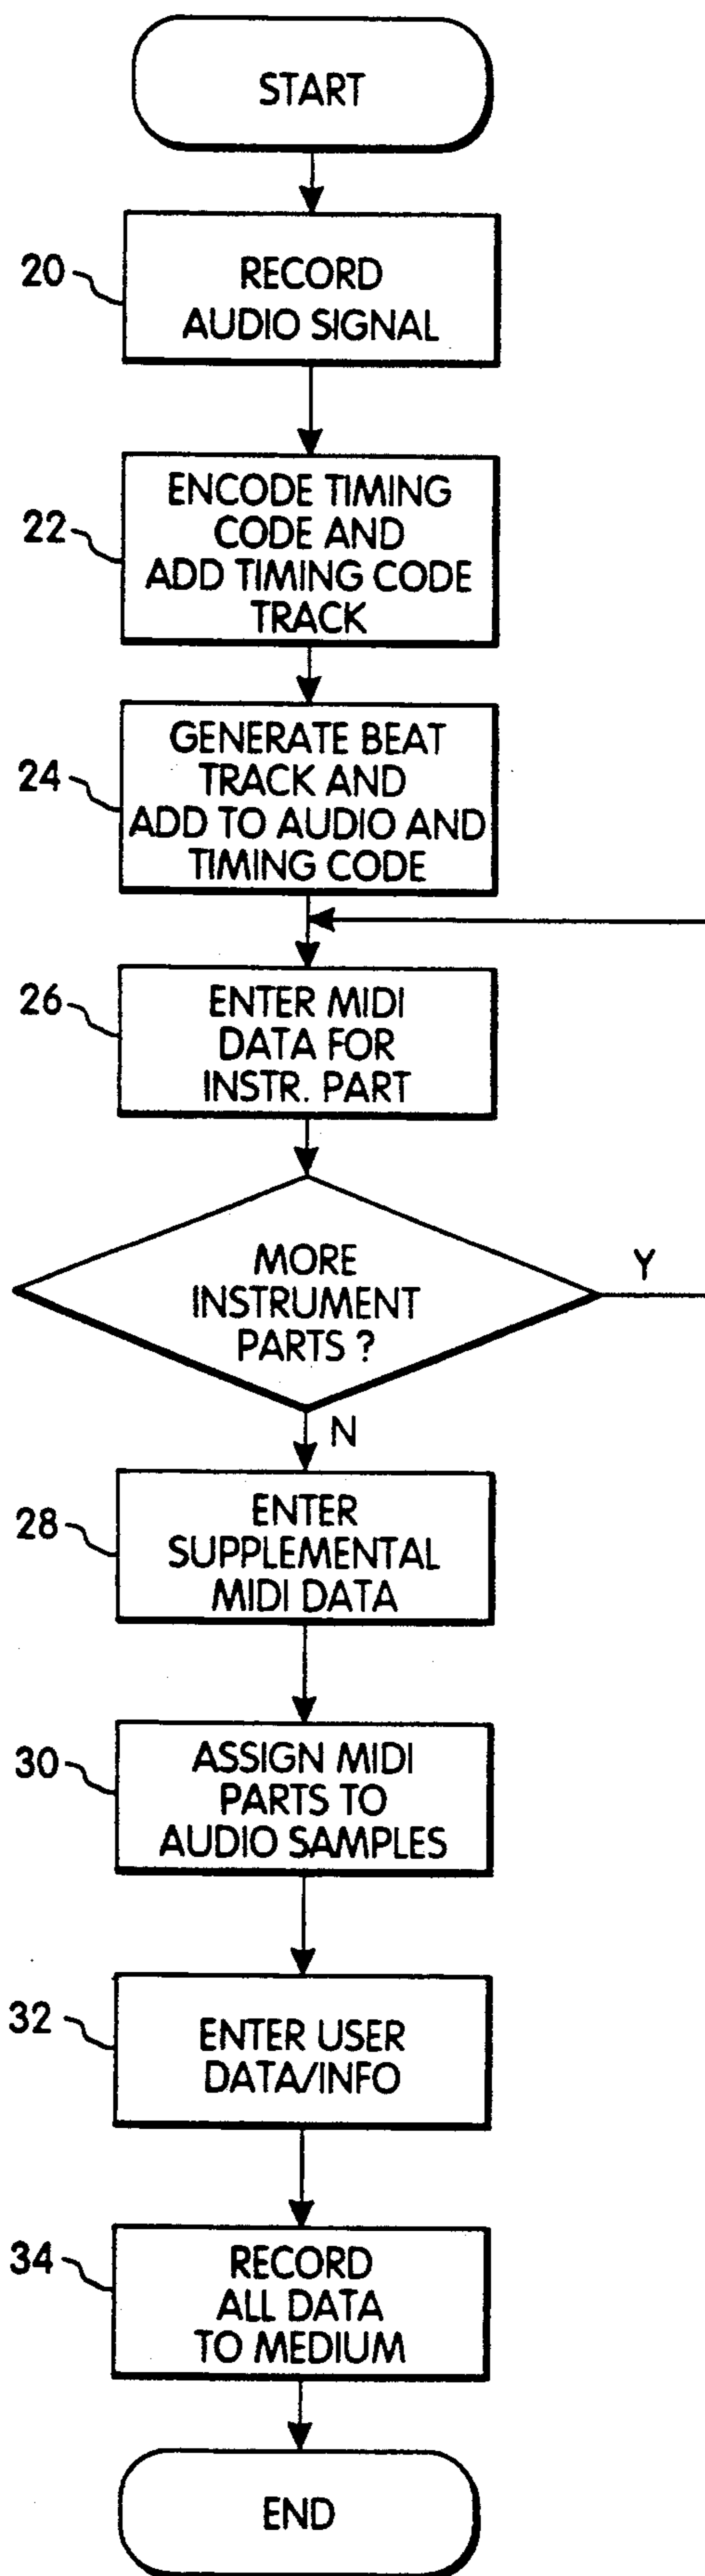 START
20
RECORD
AUDIO SIGNAL
22
ENCODE TIMING
CODE AND
ADD TIMING CODE
TRACK
24
GENERATE BEAT
TRACK AND
ADD TO AUDIO AND
TIMING CODE
26
ENTER MIDI
DATA FOR
INSTR. PART
MORE
INSTRUMENT
PARTS ?
Y
N
28
ENTER
SUPPLEMENTAL
MIDI DATA
30
ASSIGN MIDI
PARTS TO
AUDIO SAMPLES
32
ENTER USER
DATA/INFO
34
RECORD
ALL DATA
TO MEDIUM
END